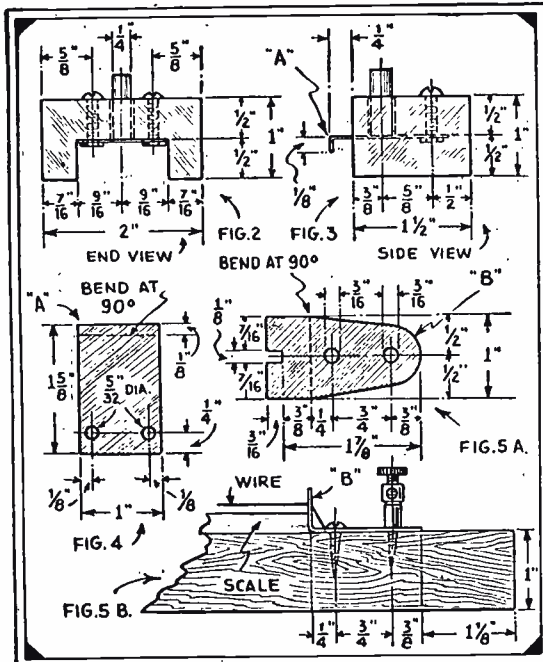 5/8"
1/4"
5/8"
1/2"
1/2"
1"
7/16
9/16
9/16
7/16
2"
END VIEW
FIG.2
"A"
1/4"
1/8"
1/2"
1/2"
1"
3/8
5/8
1/2"
1 1/2"
FIG.3
SIDE VIEW
"A"
BEND AT
90°
1/8"
1 5/8"
5/32" DIA.
1/4"
1/8"
1/8
1"
FIG.4
BEND AT 90°
"B"
3/16
3/16
1/8"
7/16"
7/16"
1/2"
1/2"
1"
3/16
3/8
1/4
3/4
3/8
1 7/8"
FIG.5 A.
WIRE
"B"
SCALE
1"
FIG.5 B.
1/4"
3/4"
3/8
1 1/8"